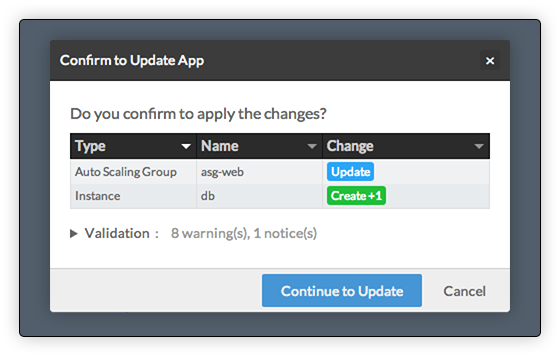 Confirm to Update App ×
Do you confirm to apply the changes?
Type Name Change
Auto Scaling Group asg-web Update
Instance db Create +1
Validation : 8 warning(s), 1 notice(s)
Continue to Update Cancel